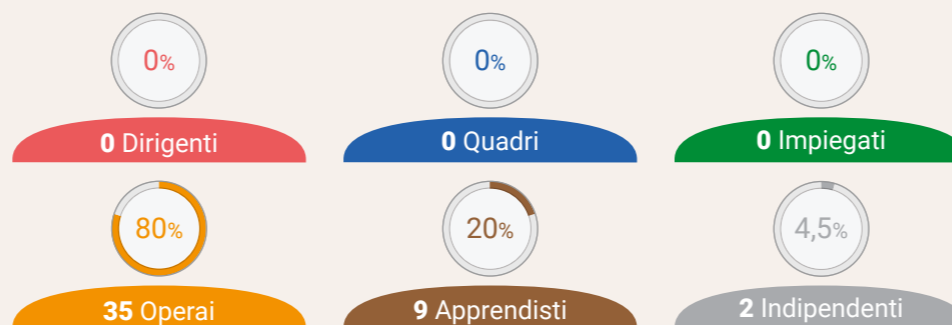 0% 0% 0%
0 Dirigenti 0 Quadri 0 Impiegati
80% 20% 4,5%
35 Operai 9 Apprendisti 2 Indipendenti